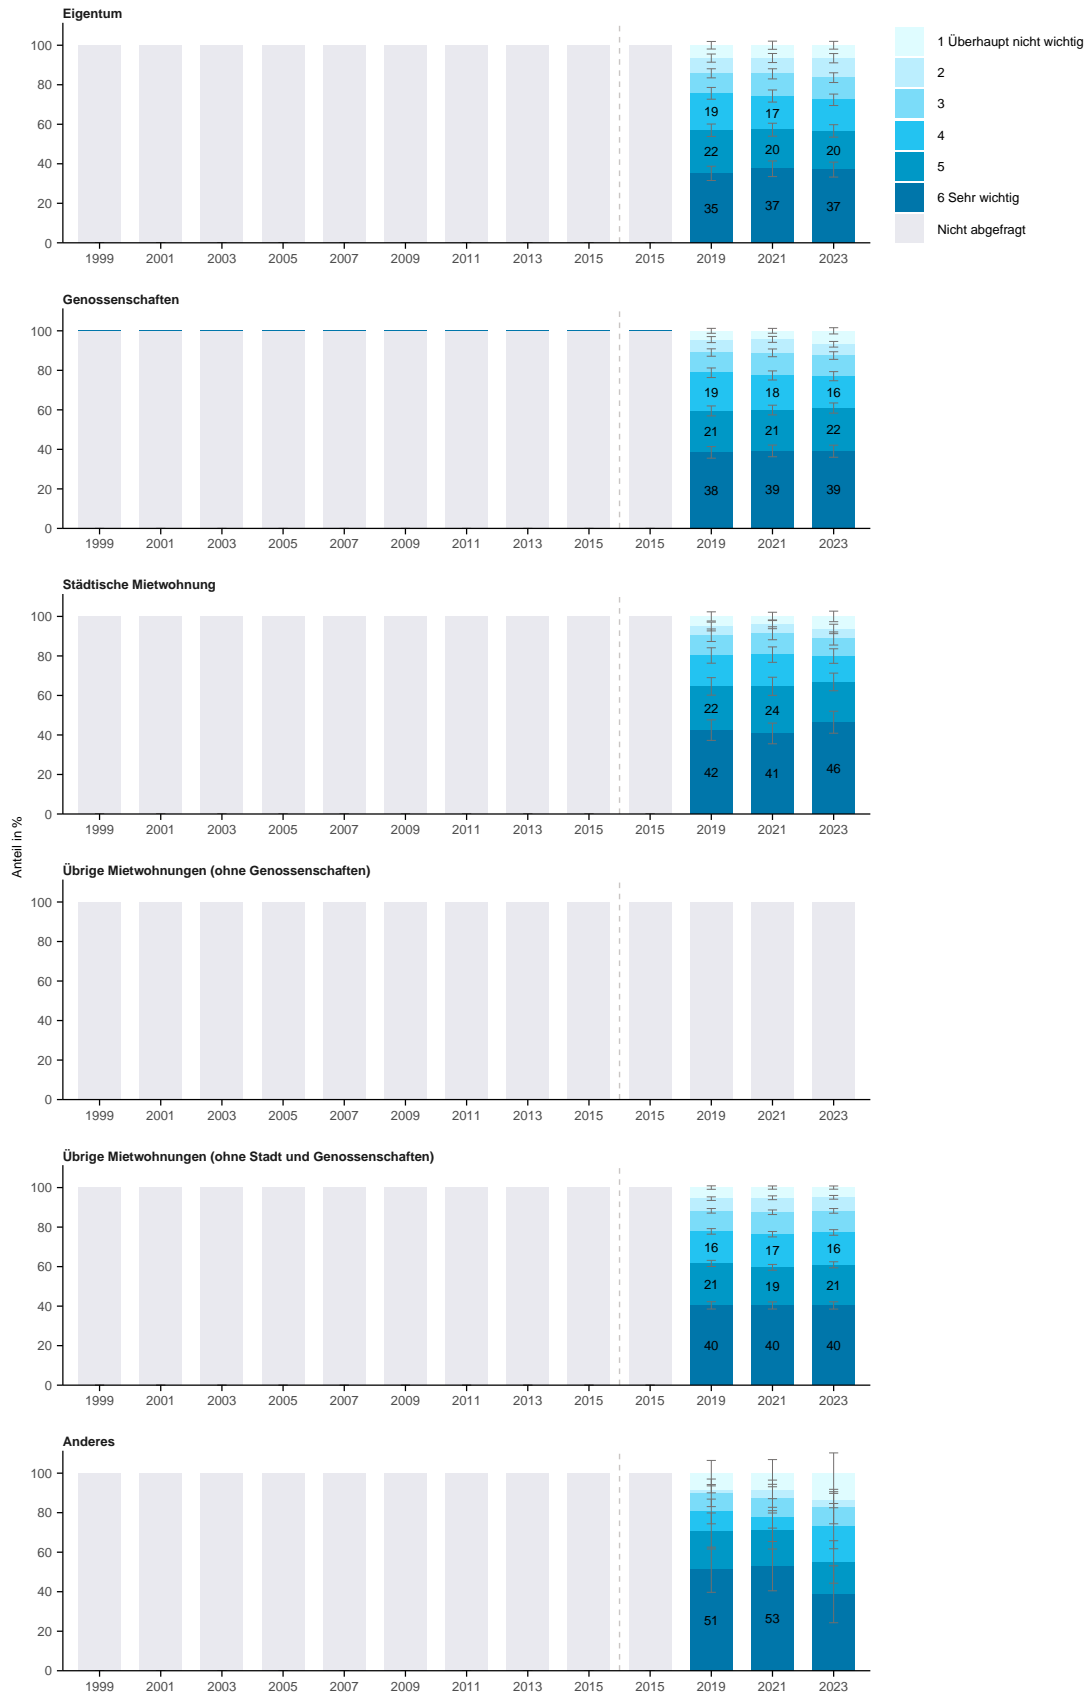 Eigentum
100
80
60
40
20
0
19 17
22 20 20
35 37 37
1999 2001 2003 2005 2007 2009 2011 2013 2015 2015 2019 2021 2023
1 Überhaupt nicht wichtig
2
3
4
5
6 Sehr wichtig
Nicht abgefragt
Genossenschaften
100
80
60
40
20
0
19 18 16
21 21 22
38 39 39
1999 2001 2003 2005 2007 2009 2011 2013 2015 2015 2019 2021 2023
Städtische Mietwohnung
100
80
60
40
20
0
22 24
42 41 46
1999 2001 2003 2005 2007 2009 2011 2013 2015 2015 2019 2021 2023
Anteil in %
Übrige Mietwohnungen (ohne Genossenschaften)
100
80
60
40
20
0
1999 2001 2003 2005 2007 2009 2011 2013 2015 2015 2019 2021 2023
Übrige Mietwohnungen (ohne Stadt und Genossenschaften)
100
80
60
40
20
0
16 17 16
21 19 21
40 40 40
1999 2001 2003 2005 2007 2009 2011 2013 2015 2015 2019 2021 2023
Anderes
100
80
60
40
20
0
51 53
1999 2001 2003 2005 2007 2009 2011 2013 2015 2015 2019 2021 2023